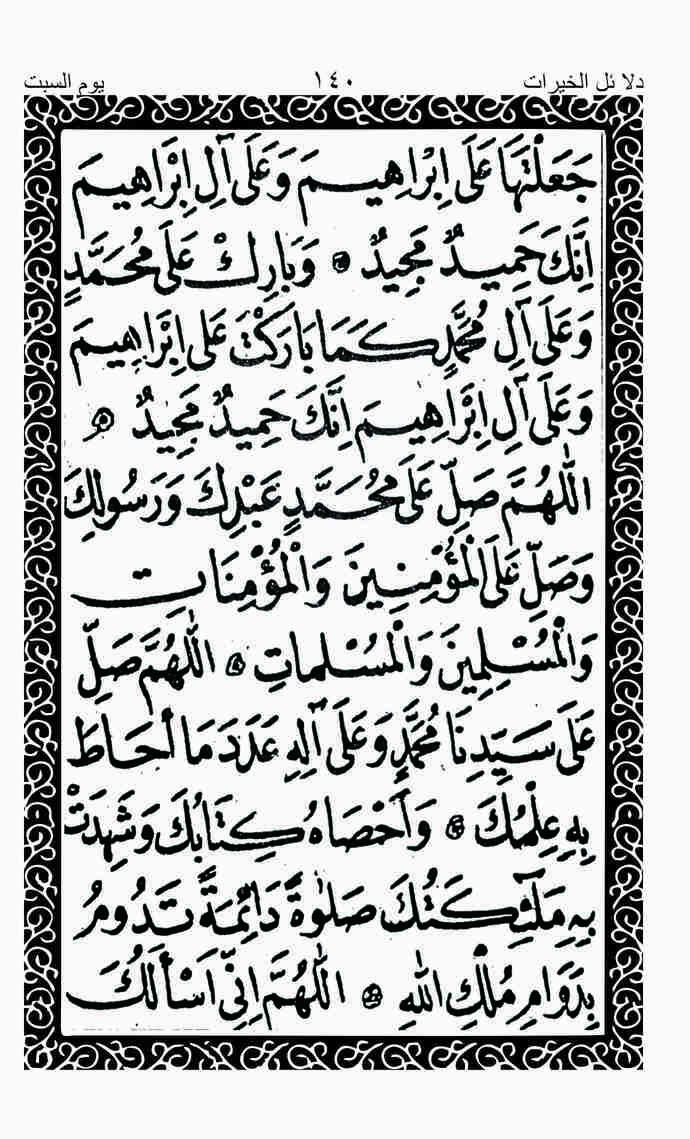 دلا ئل الخيرات ١٤٠ يوم السبت
جَعَلْتَهَا عَلَى اِبْرَاهِيمَ وَعَلَى آلِ اِبْرَاهِيمَ
اِنَّكَ حَمِيدٌ مَجِيدٌ ۞ وَبَارِكْ عَلَى مُحَمَّدٍ
وَعَلَى آلِ مُحَمَّدٍ كَمَا بَارَكْتَ عَلَى اِبْرَاهِيمَ
وَعَلَى آلِ اِبْرَاهِيمَ اِنَّكَ حَمِيدٌ مَجِيدٌ ۞
اَللّٰهُمَّ صَلِّ عَلَى مُحَمَّدٍ عَبْدِكَ وَرَسُولِكَ
وَصَلِّ عَلَى الْمُؤْمِنِينَ وَالْمُؤْمِنَاتِ
وَالْمُسْلِمِينَ وَالْمُسْلِمَاتِ ۞ اَللّٰهُمَّ صَلِّ
عَلَى سَيِّدِنَا مُحَمَّدٍ وَعَلَى آلِهِ عَدَدَ مَا أَحَاطَ
بِهِ عِلْمُكَ ۞ وَاَحْصَاهُ كِتَابُكَ وَشَهِدَتْ
بِهِ مَلٰٓئِكَتُكَ صَلٰوةً دَائِمَةً تَدُومُ
بِدَوَامِ مُلْكِ اللّٰهِ ۞ اَللّٰهُمَّ اِنِّى اَسْأَلُكَ